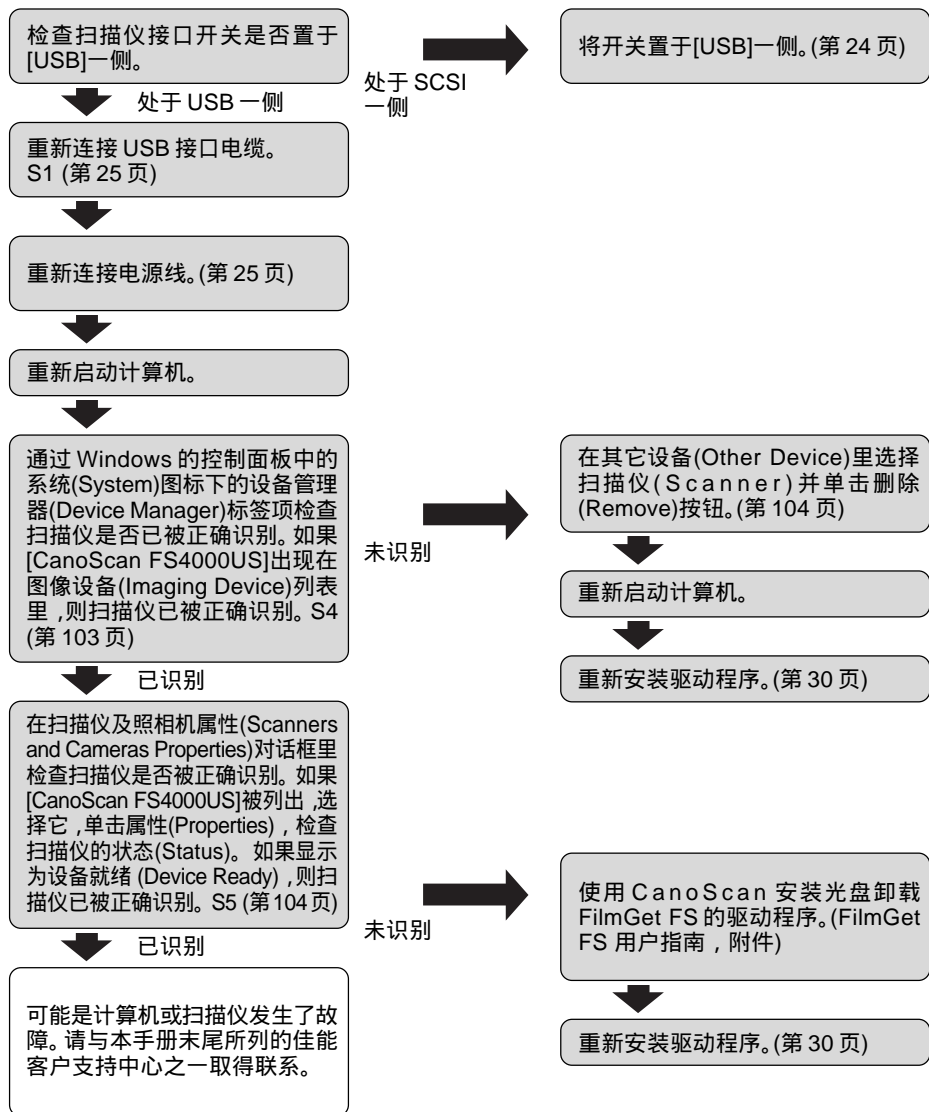 检查扫描仪接口开关是否置于
[USB]一侧。
处于 SCSI
一侧
将开关置于[USB]一侧。(第 24 页)
处于 USB 一侧
重新连接 USB 接口电缆。
S1 (第 25 页)
重新连接电源线。(第 25 页)
重新启动计算机。
通过 Windows 的控制面板中的
系统(System)图标下的设备管理
器(Device Manager)标签项检查
扫描仪是否已被正确识别。如果
[CanoScan FS4000US]出现在
图像设备(Imaging Device)列表
里,则扫描仪已被正确识别。S4
(第 103 页)
未识别
在其它设备(Other Device)里选择
扫描仪(Scanner)并单击删除
(Remove)按钮。(第 104 页)
重新启动计算机。
重新安装驱动程序。(第 30 页)
已识别
在扫描仪及照相机属性(Scanners
and Cameras Properties)对话框里
检查扫描仪是否被正确识别。如果
[CanoScan FS4000US]被列出,选
择它,单击属性(Properties),检查
扫描仪的状态(Status)。如果显示
为设备就绪 (Device Ready),则扫
描仪已被正确识别。S5 (第104页)
未识别
使用 CanoScan 安装光盘卸载
FilmGet FS 的驱动程序。(FilmGet
FS 用户指南,附件)
重新安装驱动程序。(第 30 页)
已识别
可能是计算机或扫描仪发生了故
障。请与本手册末尾所列的佳能
客户支持中心之一取得联系。